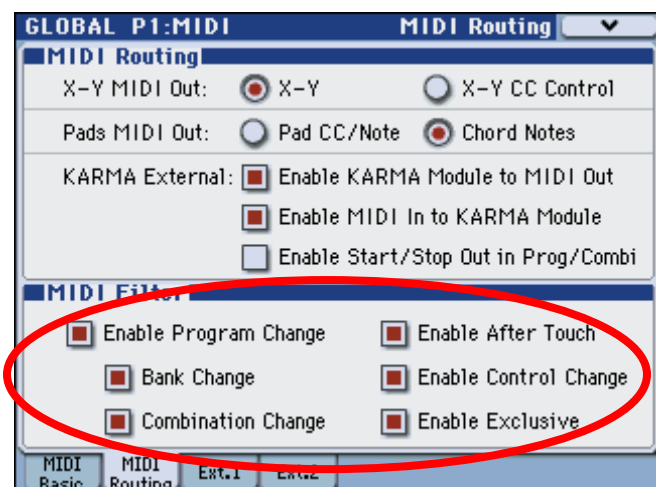 GLOBAL P1:MIDI MIDI Routing
MIDI Routing
X-Y MIDI Out: X-Y X-Y CC Control
Pads MIDI Out: Pad CC/Note Chord Notes
KARMA External: Enable KARMA Module to MIDI Out
Enable MIDI In to KARMA Module
Enable Start/Stop Out in Prog/Combi
MIDI Filter
Enable Program Change Enable After Touch
Bank Change Enable Control Change
Combination Change Enable Exclusive
MIDI MIDI Ext.1 Ext.2
Basic Routing